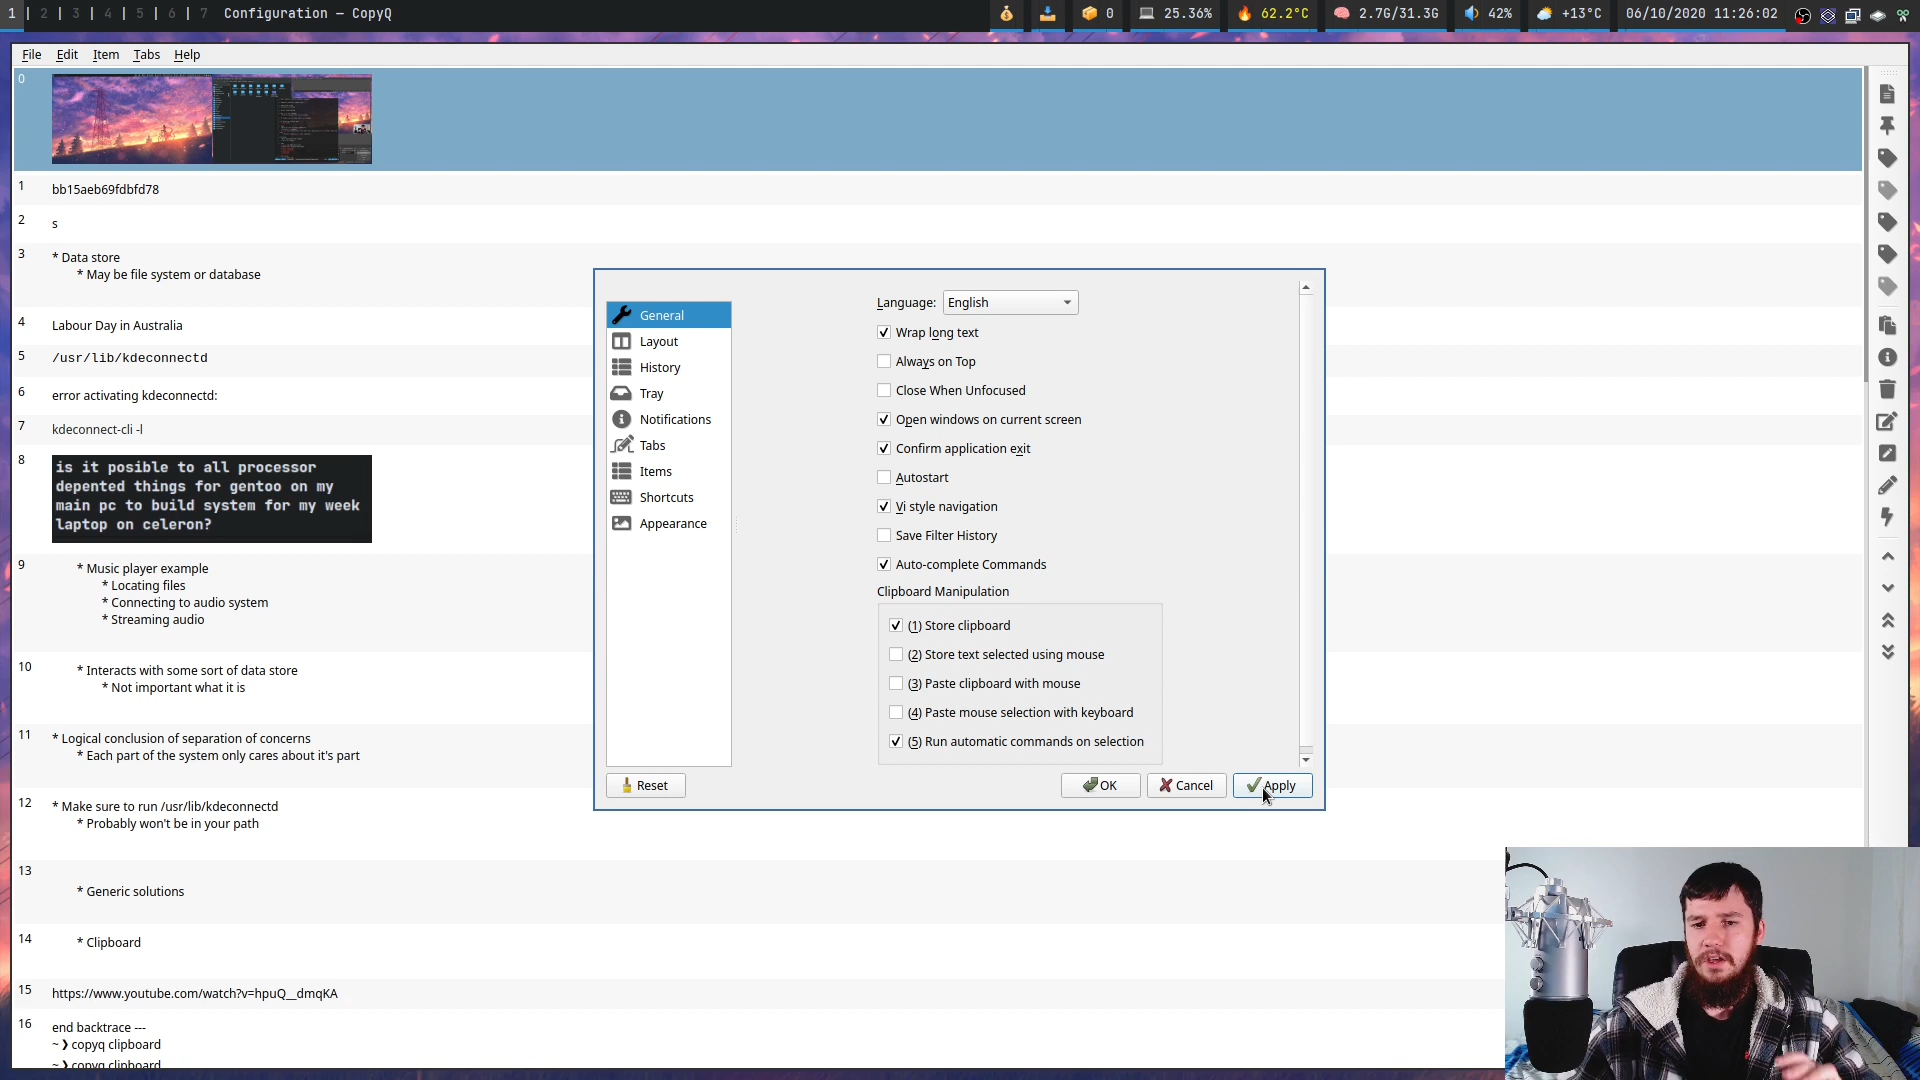 1 | 2 | 3 | 4 | 5 | 6 | 7 Configuration — CopyQ
0 25.36% 62.2°C 2.7G/31.3G 42% +13°C 06/10/2020 11:26:02
File Edit Item Tabs Help
0
1 bb15aeb69fdbfd78
2 s
3 * Data store
* May be file system or database
4 Labour Day in Australia
5 /usr/lib/kdeconnectd
6 error activating kdeconnectd:
7 kdeconnect-cli -l
8 is it posible to all processor
depented things for gentoo on my
main pc to build system for my week
laptop on celeron?
9 * Music player example
* Locating files
* Connecting to audio system
* Streaming audio
10 * Interacts with some sort of data store
* Not important what it is
11 * Logical conclusion of separation of concerns
* Each part of the system only cares about it's part
12 * Make sure to run /usr/lib/kdeconnectd
* Probably won't be in your path
13
* Generic solutions
14 * Clipboard
15 https://www.youtube.com/watch?v=hpuQ__dmqKA
16 end backtrace ---
~ ❯ copyq clipboard
~ ❯ copyq clipboard
General
Layout
History
Tray
Notifications
Tabs
Items
Shortcuts
Appearance
Language: English
Wrap long text
Always on Top
Close When Unfocused
Open windows on current screen
Confirm application exit
Autostart
Vi style navigation
Save Filter History
Auto-complete Commands
Clipboard Manipulation
(1) Store clipboard
(2) Store text selected using mouse
(3) Paste clipboard with mouse
(4) Paste mouse selection with keyboard
(5) Run automatic commands on selection
Reset OK Cancel Apply